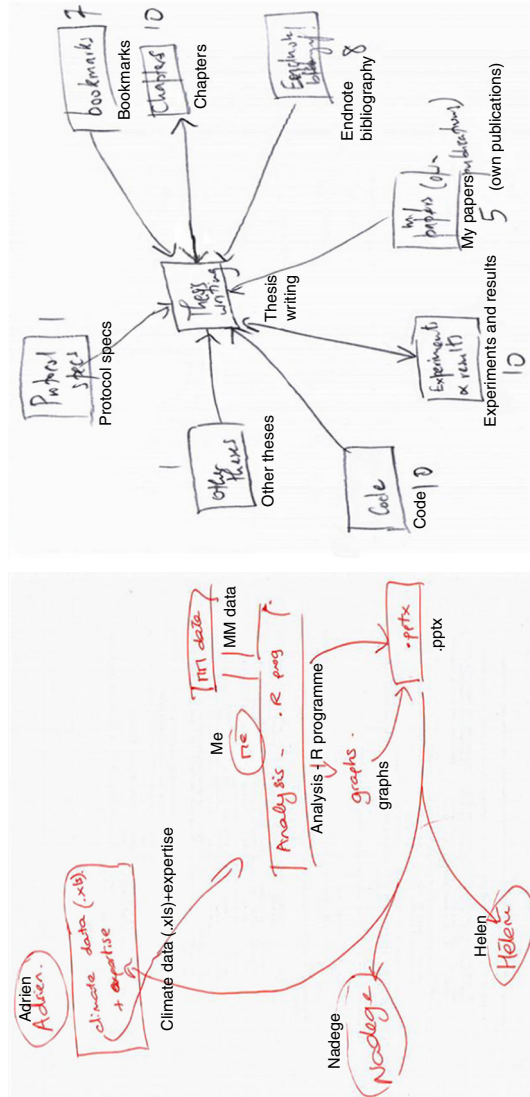 Adrien
Adrien.
climate data (.xls).
+ expertise
Climate data (.xls)+expertise
Me
Me
MM data
MM data
Analysis - . R prog
Analysis - R programme
graphs.
graphs
.pptx
.pptx
Nadege
Nadege
Helen
Helen
Protocol
specs
1
Protocol specs
bookmarks
7
Bookmarks
Chapters
10
Chapters
Thesis
writing
Thesis
writing
Other
theses
1
Other theses
Endnote
Endnote
bibliography
8
Code
Code
10
Experiments
& results
Experiments and results
10
My
papers (own
publications)
My papers
(own publications)
5